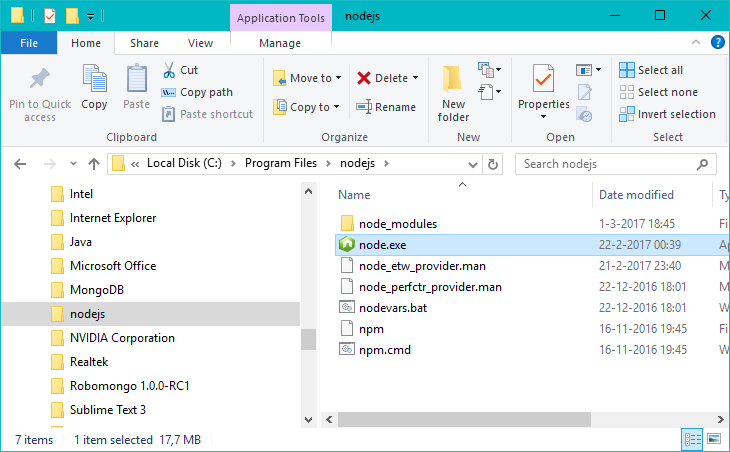 Application Tools nodejs
File Home Share View Manage
Pin to Quick access
Copy
Paste
Cut
Copy path
Paste shortcut
Clipboard
Move to
Copy to
Delete
Rename
Organize
New folder
New
Properties
Open
Select all
Select none
Invert selection
Select
« Local Disk (C:) Program Files nodejs
Search nodejs
Intel
Internet Explorer
Java
Microsoft Office
MongoDB
nodejs
NVIDIA Corporation
Realtek
Robomongo 1.0.0-RC1
Sublime Text 3
Name Date modified Ty
node_modules 1-3-2017 18:45 Fi
node.exe 22-2-2017 00:39 Ap
node_etw_provider.man 21-2-2017 23:40 M
node_perfctr_provider.man 22-12-2016 18:01 M
nodevars.bat 22-12-2016 18:01 W
npm 16-11-2016 19:45 Fi
npm.cmd 16-11-2016 19:45 W
7 items 1 item selected 17,7 MB